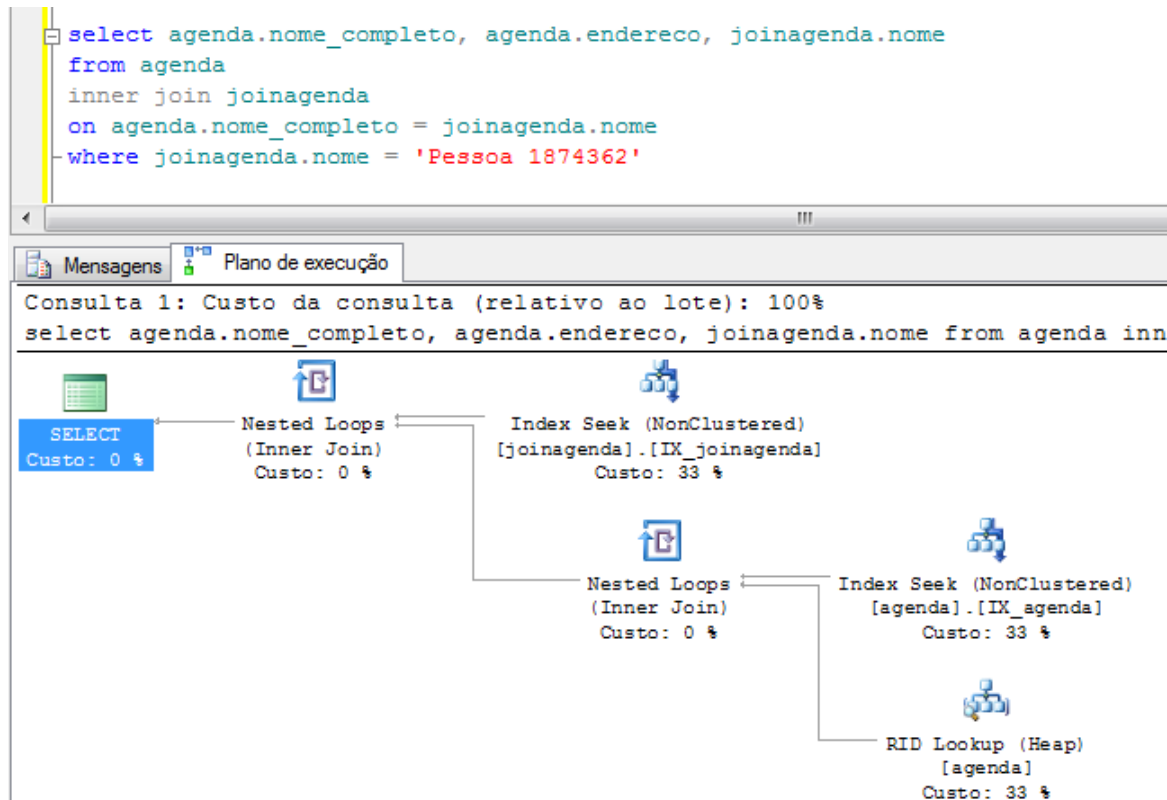 select agenda.nome_completo, agenda.endereco, joinagenda.nome
from agenda
inner join joinagenda
on agenda.nome_completo = joinagenda.nome
where joinagenda.nome = 'Pessoa 1874362'
Mensagens
Plano de execução
Consulta 1: Custo da consulta (relativo ao lote): 100%
select agenda.nome_completo, agenda.endereco, joinagenda.nome from agenda inn
SELECT
Custo: 0 %
Nested Loops
(Inner Join)
Custo: 0 %
Index Seek (NonClustered)
[joinagenda].[IX_joinagenda]
Custo: 33 %
Nested Loops
(Inner Join)
Custo: 0 %
Index Seek (NonClustered)
[agenda].[IX_agenda]
Custo: 33 %
RID Lookup (Heap)
[agenda]
Custo: 33 %